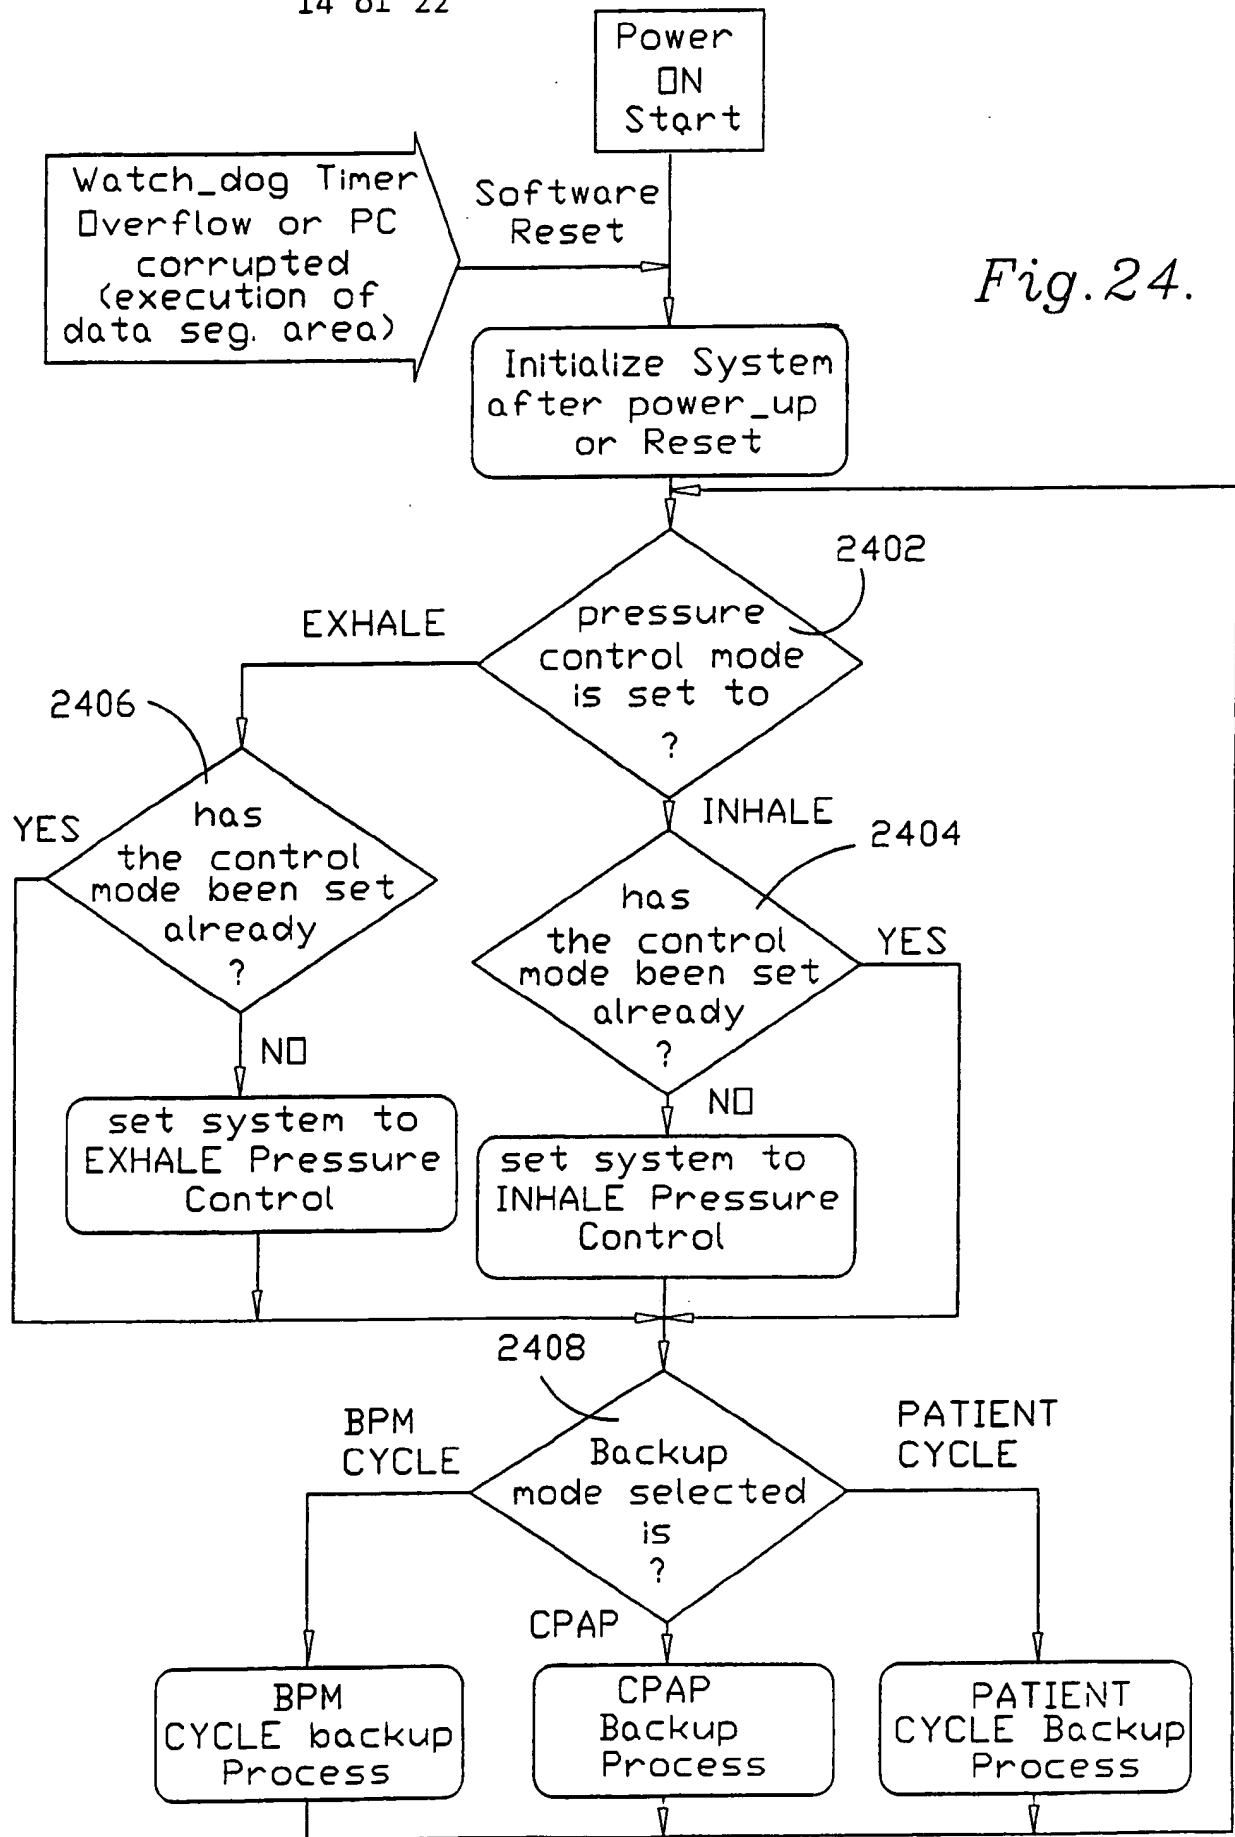 14 of 22
Power
ON
Start
Watch_dog Timer
Overflow or PC
corrupted
(execution of
data seg. area)
Software
Reset
Fig.24.
Initialize System
after power_up
or Reset
2402
pressure
control mode
is set to
?
EXHALE
INHALE
2406
has
the control
mode been set
already
?
YES
NO
2404
has
the control
mode been set
already
?
YES
NO
set system to
EXHALE Pressure
Control
set system to
INHALE Pressure
Control
2408
Backup
mode selected
is
?
BPM
CYCLE
CPAP
PATIENT
CYCLE
BPM
CYCLE backup
Process
CPAP
Backup
Process
PATIENT
CYCLE Backup
Process